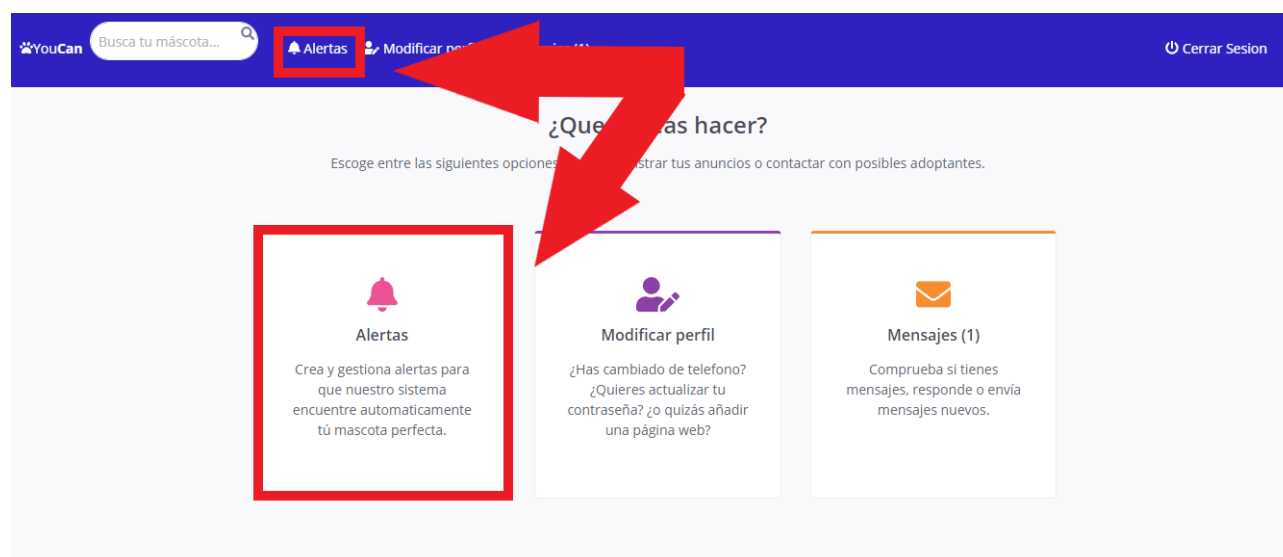 YouCan Busca tu máscota... Alertas Modificar (1) Cerrar Sesion
¿Que hacer?
Escoge entre las siguientes opciones tus anuncios o contactar con posibles adoptantes.
Alertas
Crea y gestiona alertas para
que nuestro sistema
encuentre automaticamente
tú mascota perfecta.
Modificar perfil
¿Has cambiado de telefono?
¿Quieres actualizar tu
contraseña? ¿o quizás añadir
una página web?
Mensajes (1)
Comprueba si tienes
mensajes, responde o envía
mensajes nuevos.